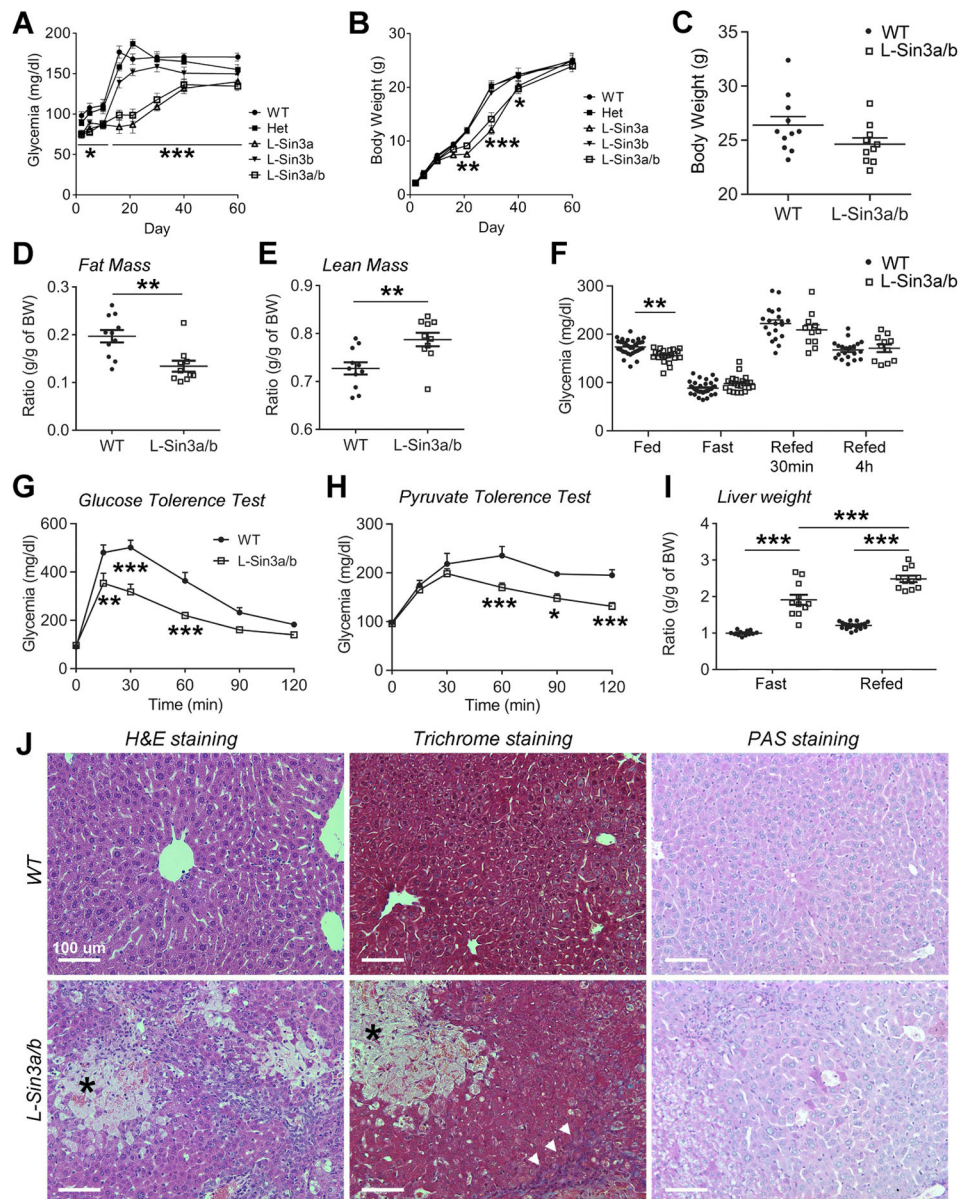 A
Glycemia (mg/dl)
200
150
100
50
0
0 20 40 60
Day
* ***
WT
Het
L-Sin3a
L-Sin3b
L-Sin3a/b
B
Body Weight (g)
30
20
10
0
0 20 40 60
Day
** *** *
WT
Het
L-Sin3a
L-Sin3b
L-Sin3a/b
C
Body Weight (g)
35
30
25
20
WT L-Sin3a/b
WT
L-Sin3a/b
D Fat Mass
Ratio (g/g of BW)
0.3
0.2
0.1
0.0
**
WT L-Sin3a/b
E Lean Mass
Ratio (g/g of BW)
0.9
0.8
0.7
0.6
**
WT L-Sin3a/b
F
WT
L-Sin3a/b
Glycemia (mg/dl)
300
200
100
0
**
Fed Fast Refed Refed
30min 4h
G Glucose Tolerence Test
Glycemia (mg/dl)
600
400
200
0
WT
L-Sin3a/b
** *** ***
0 30 60 90 120
Time (min)
H Pyruvate Tolerence Test
Glycemia (mg/dl)
300
200
100
0
*** * ***
0 30 60 90 120
Time (min)
I Liver weight
Ratio (g/g of BW)
4
3
2
1
0
***
*** ***
Fast Refed
J H&E staining Trichrome staining PAS staining
WT
100 um
L-Sin3a/b
* *